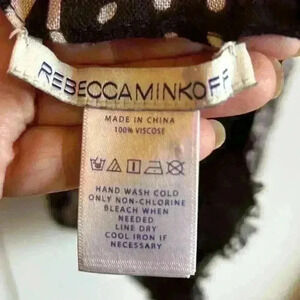 REBECCAMINKOFF
MADE IN CHINA
100% VISCOSE
HAND WASH COLD
ONLY NON-CHLORINE
BLEACH WHEN
NEEDED
LINE DRY
COOL IRON IF
NECESSARY